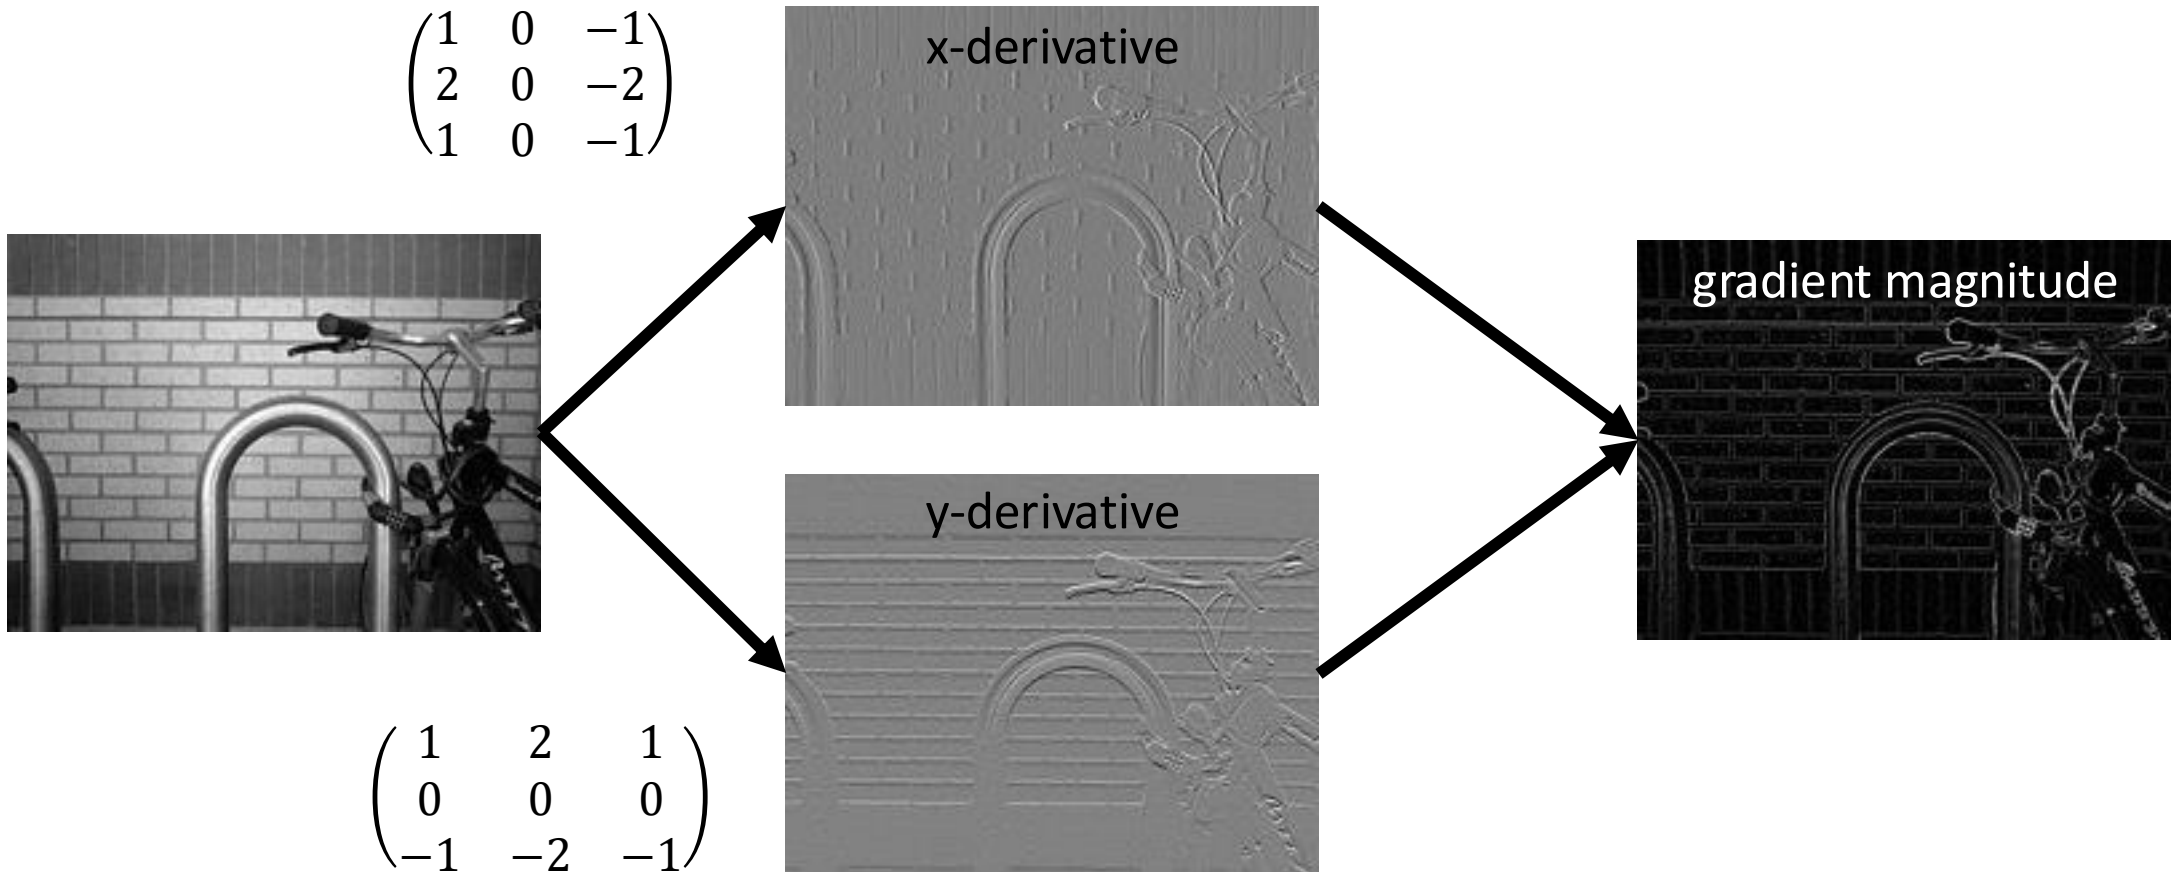 1 0 −1
2 0 −2
1 0 −1
x-derivative
gradient magnitude
y-derivative
1 2 1
0 0 0
−1 −2 −1